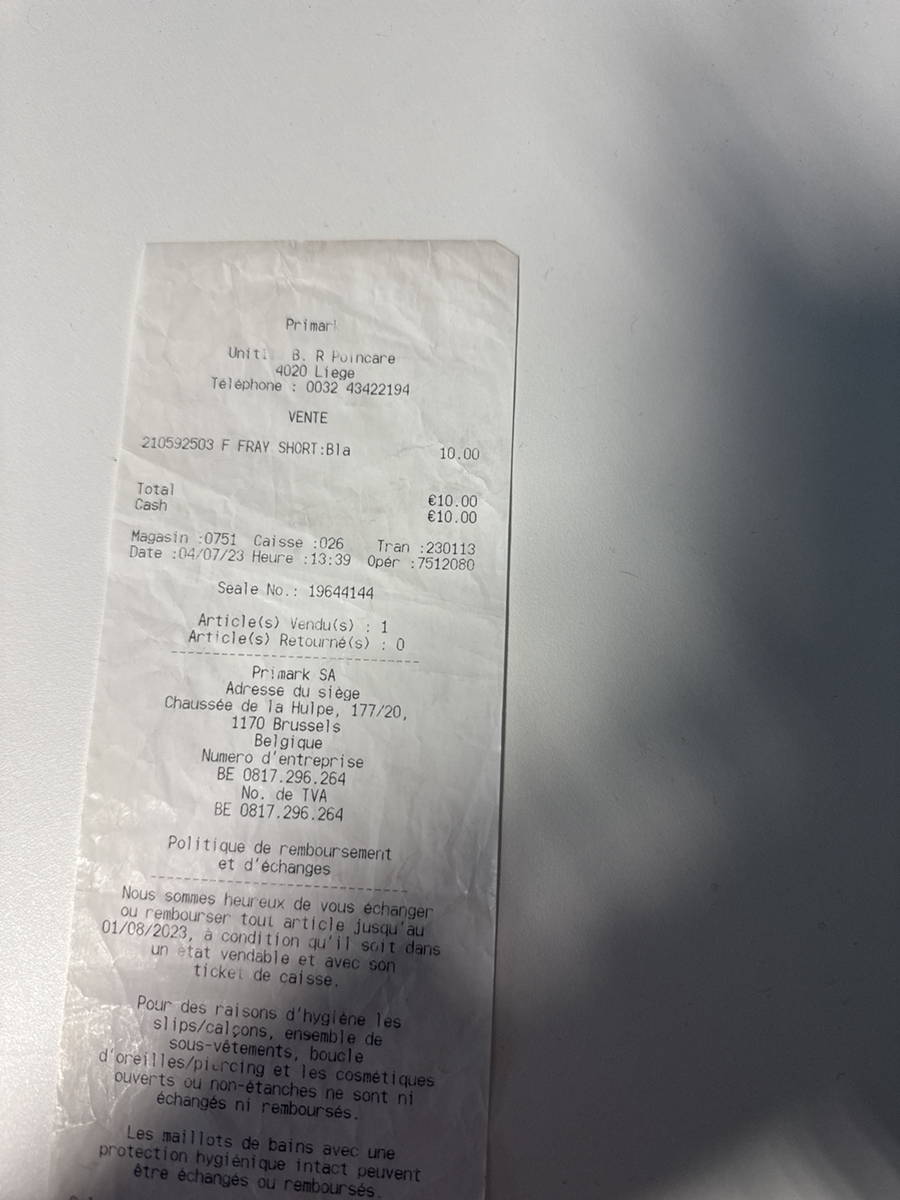 Primark
B. R Poincare
4020 Liege
Téléphone : 0032 43422194
VENTE
210592503 F FRAY SHORT:Bla 10.00
Total €10.00
Cash €10.00
Magasin :0751 Caisse :026 Tran :230113
Date :04/07/23 Heure :13:39 Opér :7512080
Seale No.: 19644144
Article(s) Vendu(s) : 1
Article(s) Retourné(s) : 0
Primark SA
Adresse du siège
Chaussée de la Hulpe, 177/20,
1170 Brussels
Belgique
Numero d'entreprise
BE 0817.296.264
No. de TVA
BE 0817.296.264
Politique de remboursement
et d'échanges
Nous sommes heureux de vous échanger
ou rembourser tout article jusqu'au
01/08/2023, à condition qu'il soit dans
un état vendable et avec son
ticket de caisse.
Pour des raisons d'hygiène les
slips/calçons, ensemble de
sous-vêtements, boucle
d'oreilles/piercing et les cosmétiques
ouverts ou non-étanches ne sont ni
échangés ni remboursés.
Les maillots de bains avec une
protection hygiénique intact peuvent
être échangés ou remboursés.